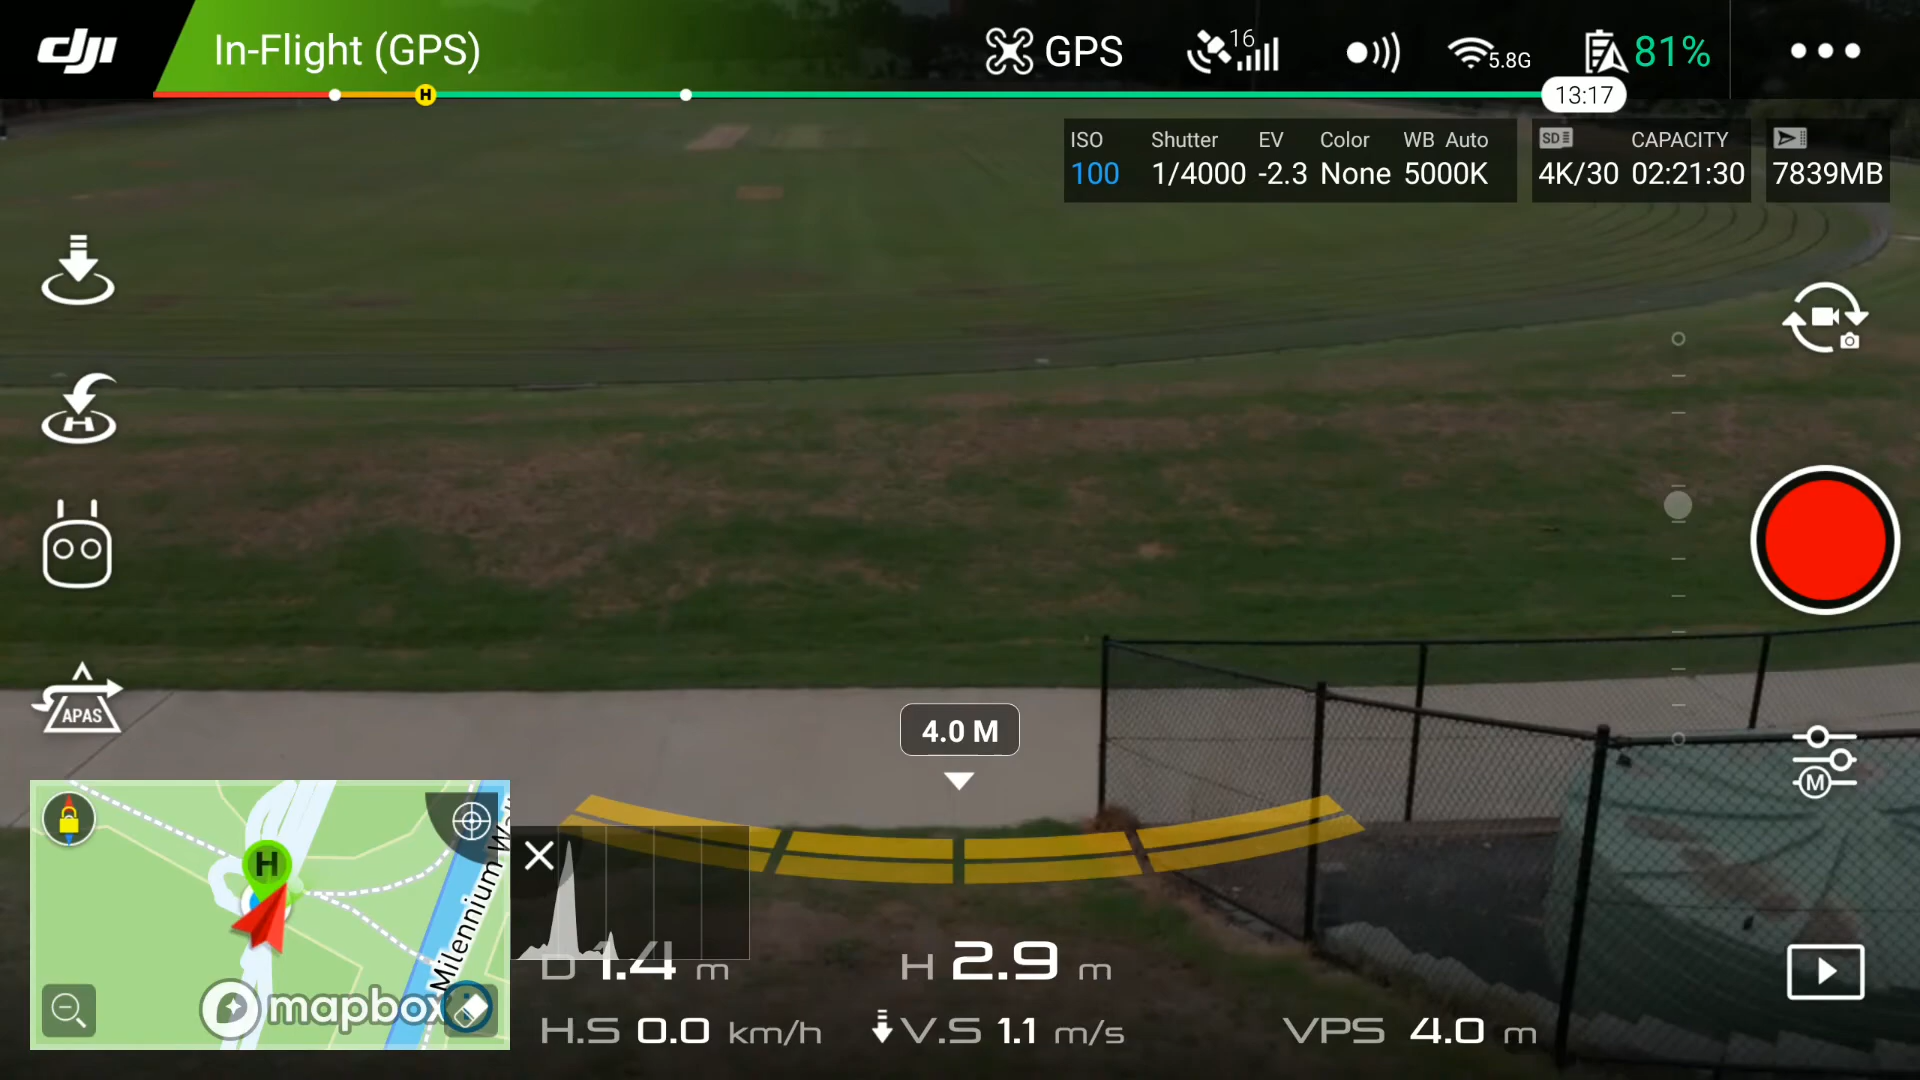 dji In-Flight (GPS) GPS 16 5.8G 81%
H 13:17
ISO Shutter EV Color WB Auto SD CAPACITY
100 1/4000 -2.3 None 5000K 4K/30 02:21:30 7839MB
H
APAS
4.0 M
M
H
Milennium
mapbox
D 1.4 m H 2.9 m
H.S 0.0 km/h V.S 1.1 m/s VPS 4.0 m